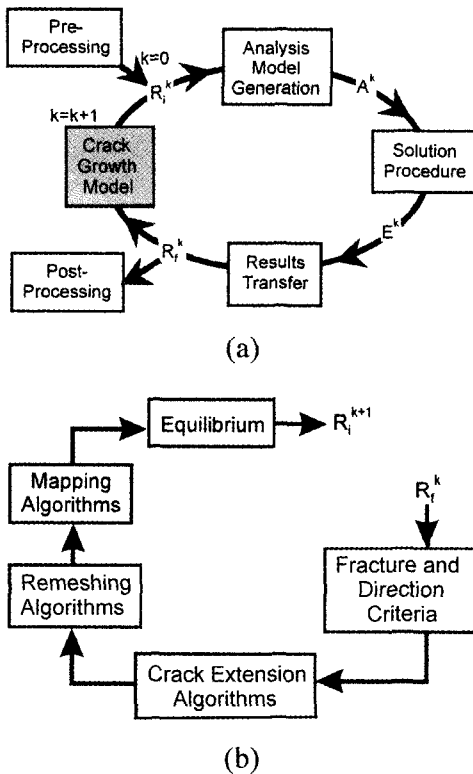 Pre-
Processing
k=0
R_i^k
Analysis
Model
Generation
A^k
k=k+1
Crack
Growth
Model
Solution
Procedure
E^k
R_f^k
Results
Transfer
Post-
Processing
(a)
Equilibrium
R_i^{k+1}
Mapping
Algorithms
R_f^k
Remeshing
Algorithms
Fracture and
Direction
Criteria
Crack Extension
Algorithms
(b)